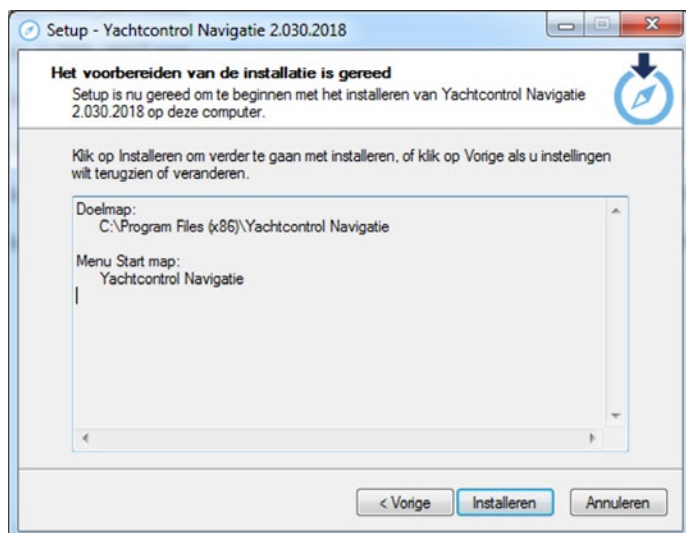 Setup - Yachtcontrol Navigatie 2.030.2018
Het voorbereiden van de installatie is gereed
Setup is nu gereed om te beginnen met het installeren van Yachtcontrol Navigatie
2.030.2018 op deze computer.
Klik op Installeren om verder te gaan met installeren, of klik op Vorige als u instellingen
wilt terugzien of veranderen.
Doelmap:
C:\Program Files (x86)\Yachtcontrol Navigatie
Menu Start map:
Yachtcontrol Navigatie
< Vorige
Installeren
Annuleren